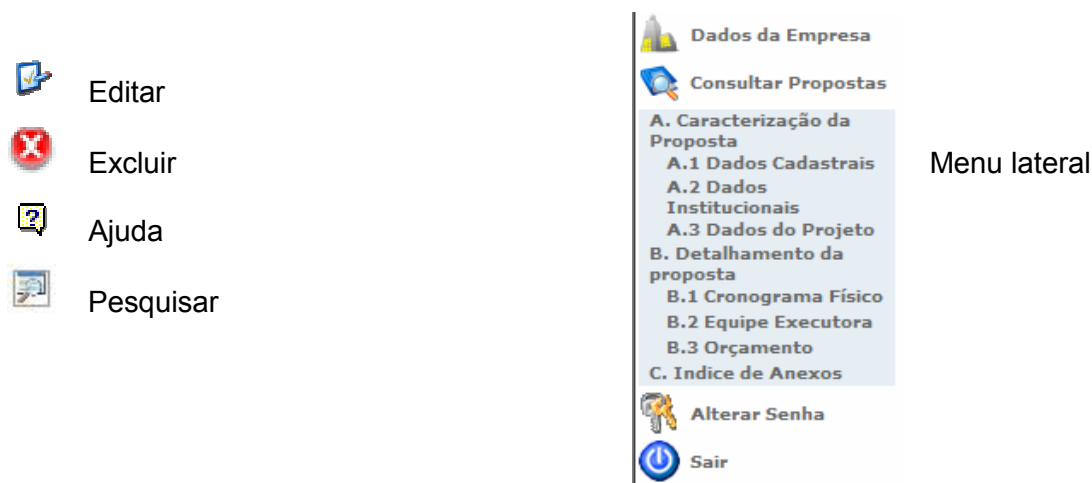 Editar
Excluir
Ajuda
Pesquisar
Dados da Empresa
Consultar Propostas
A. Caracterização da
Proposta
A.1 Dados Cadastrais
A.2 Dados
Institucionais
A.3 Dados do Projeto
B. Detalhamento da
proposta
B.1 Cronograma Físico
B.2 Equipe Executora
B.3 Orçamento
C. Indice de Anexos
Alterar Senha
Sair
Menu lateral